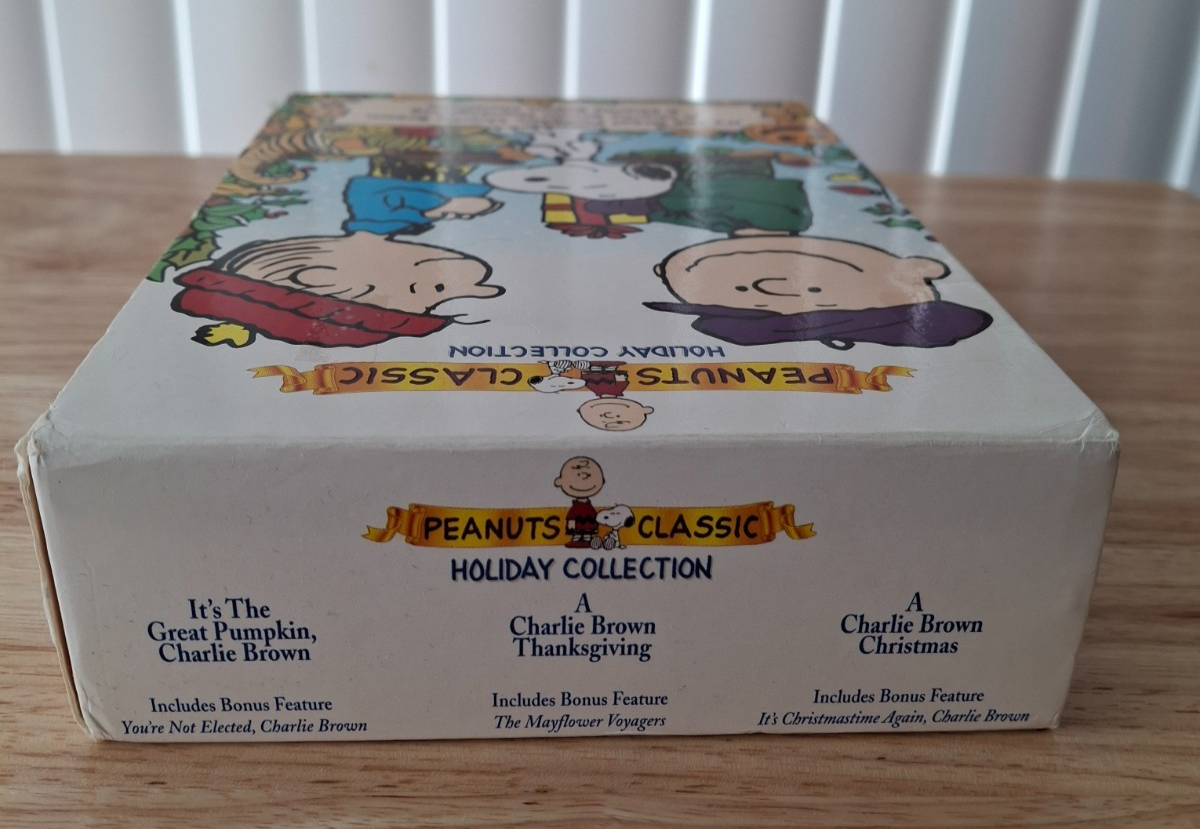 HOLIDAY COLLECTION
PEANUTS CLASSIC
PEANUTS CLASSIC
HOLIDAY COLLECTION
It's The
Great Pumpkin,
Charlie Brown
Includes Bonus Feature
You're Not Elected, Charlie Brown
A
Charlie Brown
Thanksgiving
Includes Bonus Feature
The Mayflower Voyagers
A
Charlie Brown
Christmas
Includes Bonus Feature
It's Christmastime Again, Charlie Brown